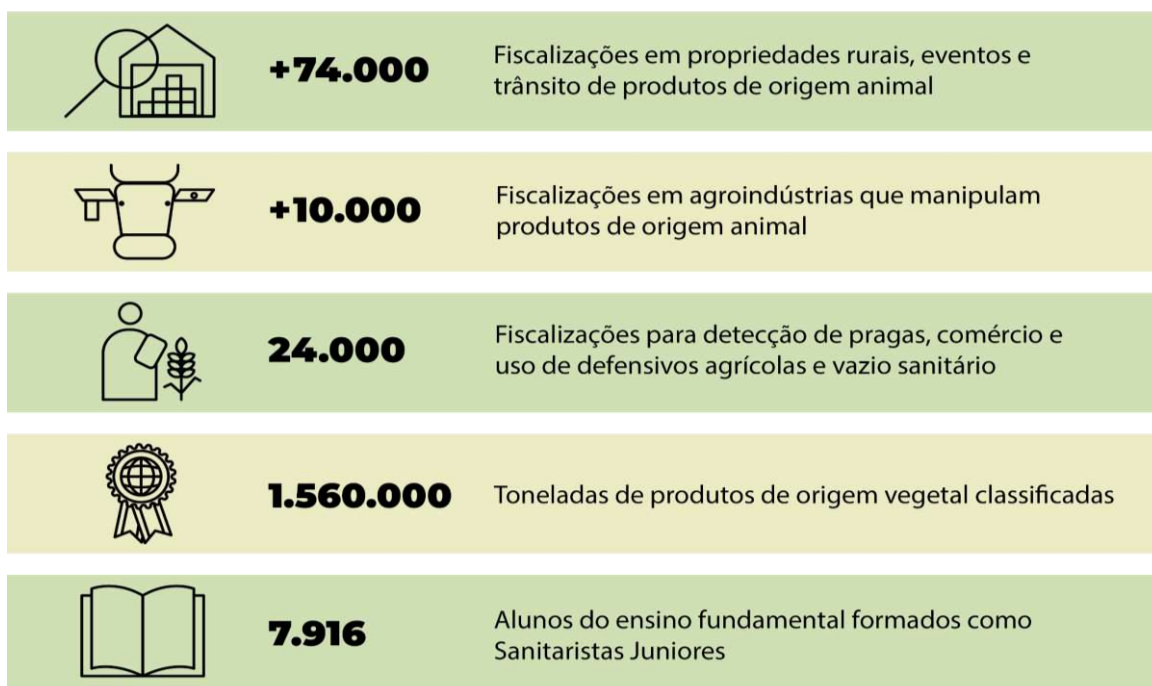 +74.000
Fiscalizações em propriedades rurais, eventos e
trânsito de produtos de origem animal
+10.000
Fiscalizações em agroindústrias que manipulam
produtos de origem animal
24.000
Fiscalizações para detecção de pragas, comércio e
uso de defensivos agrícolas e vazio sanitário
1.560.000
Toneladas de produtos de origem vegetal classificadas
7.916
Alunos do ensino fundamental formados como
Sanitaristas Juniores